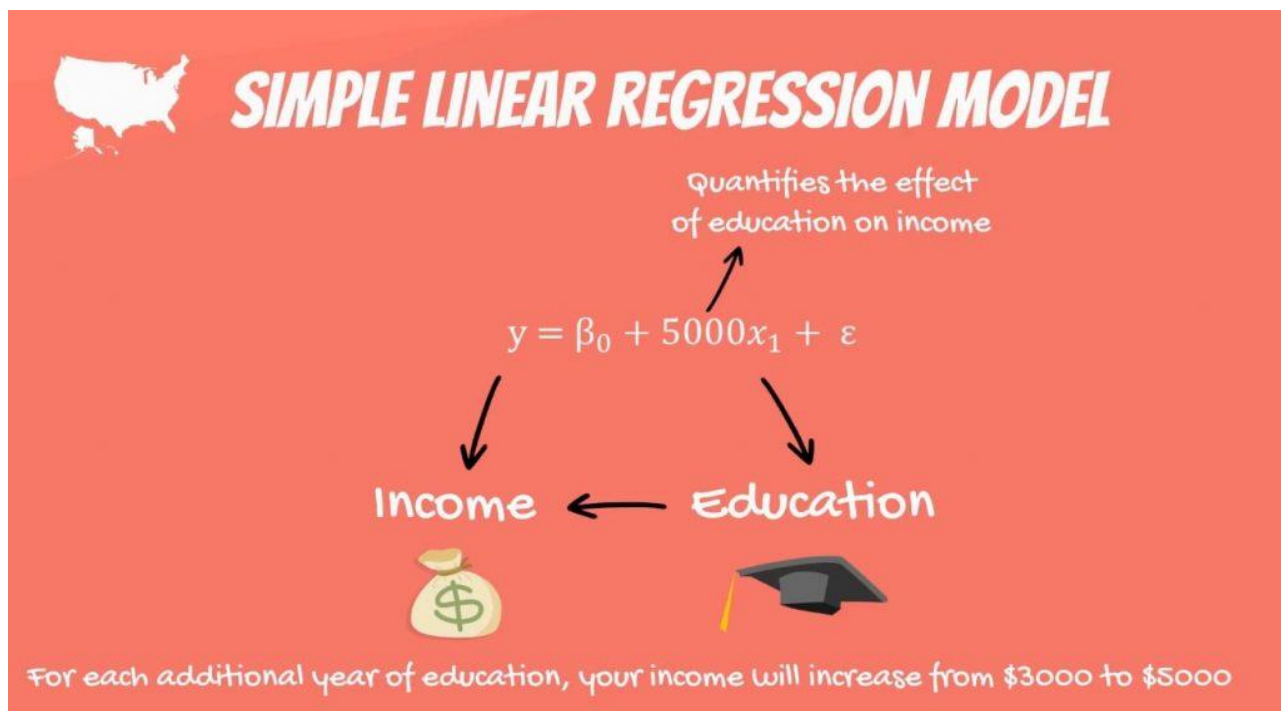 SIMPLE LINEAR REGRESSION MODEL
Quantifies the effect
of education on income
y = β₀ + 5000x₁ + ε
Income
Education
$
For each additional year of education, your income will increase from $3000 to $5000